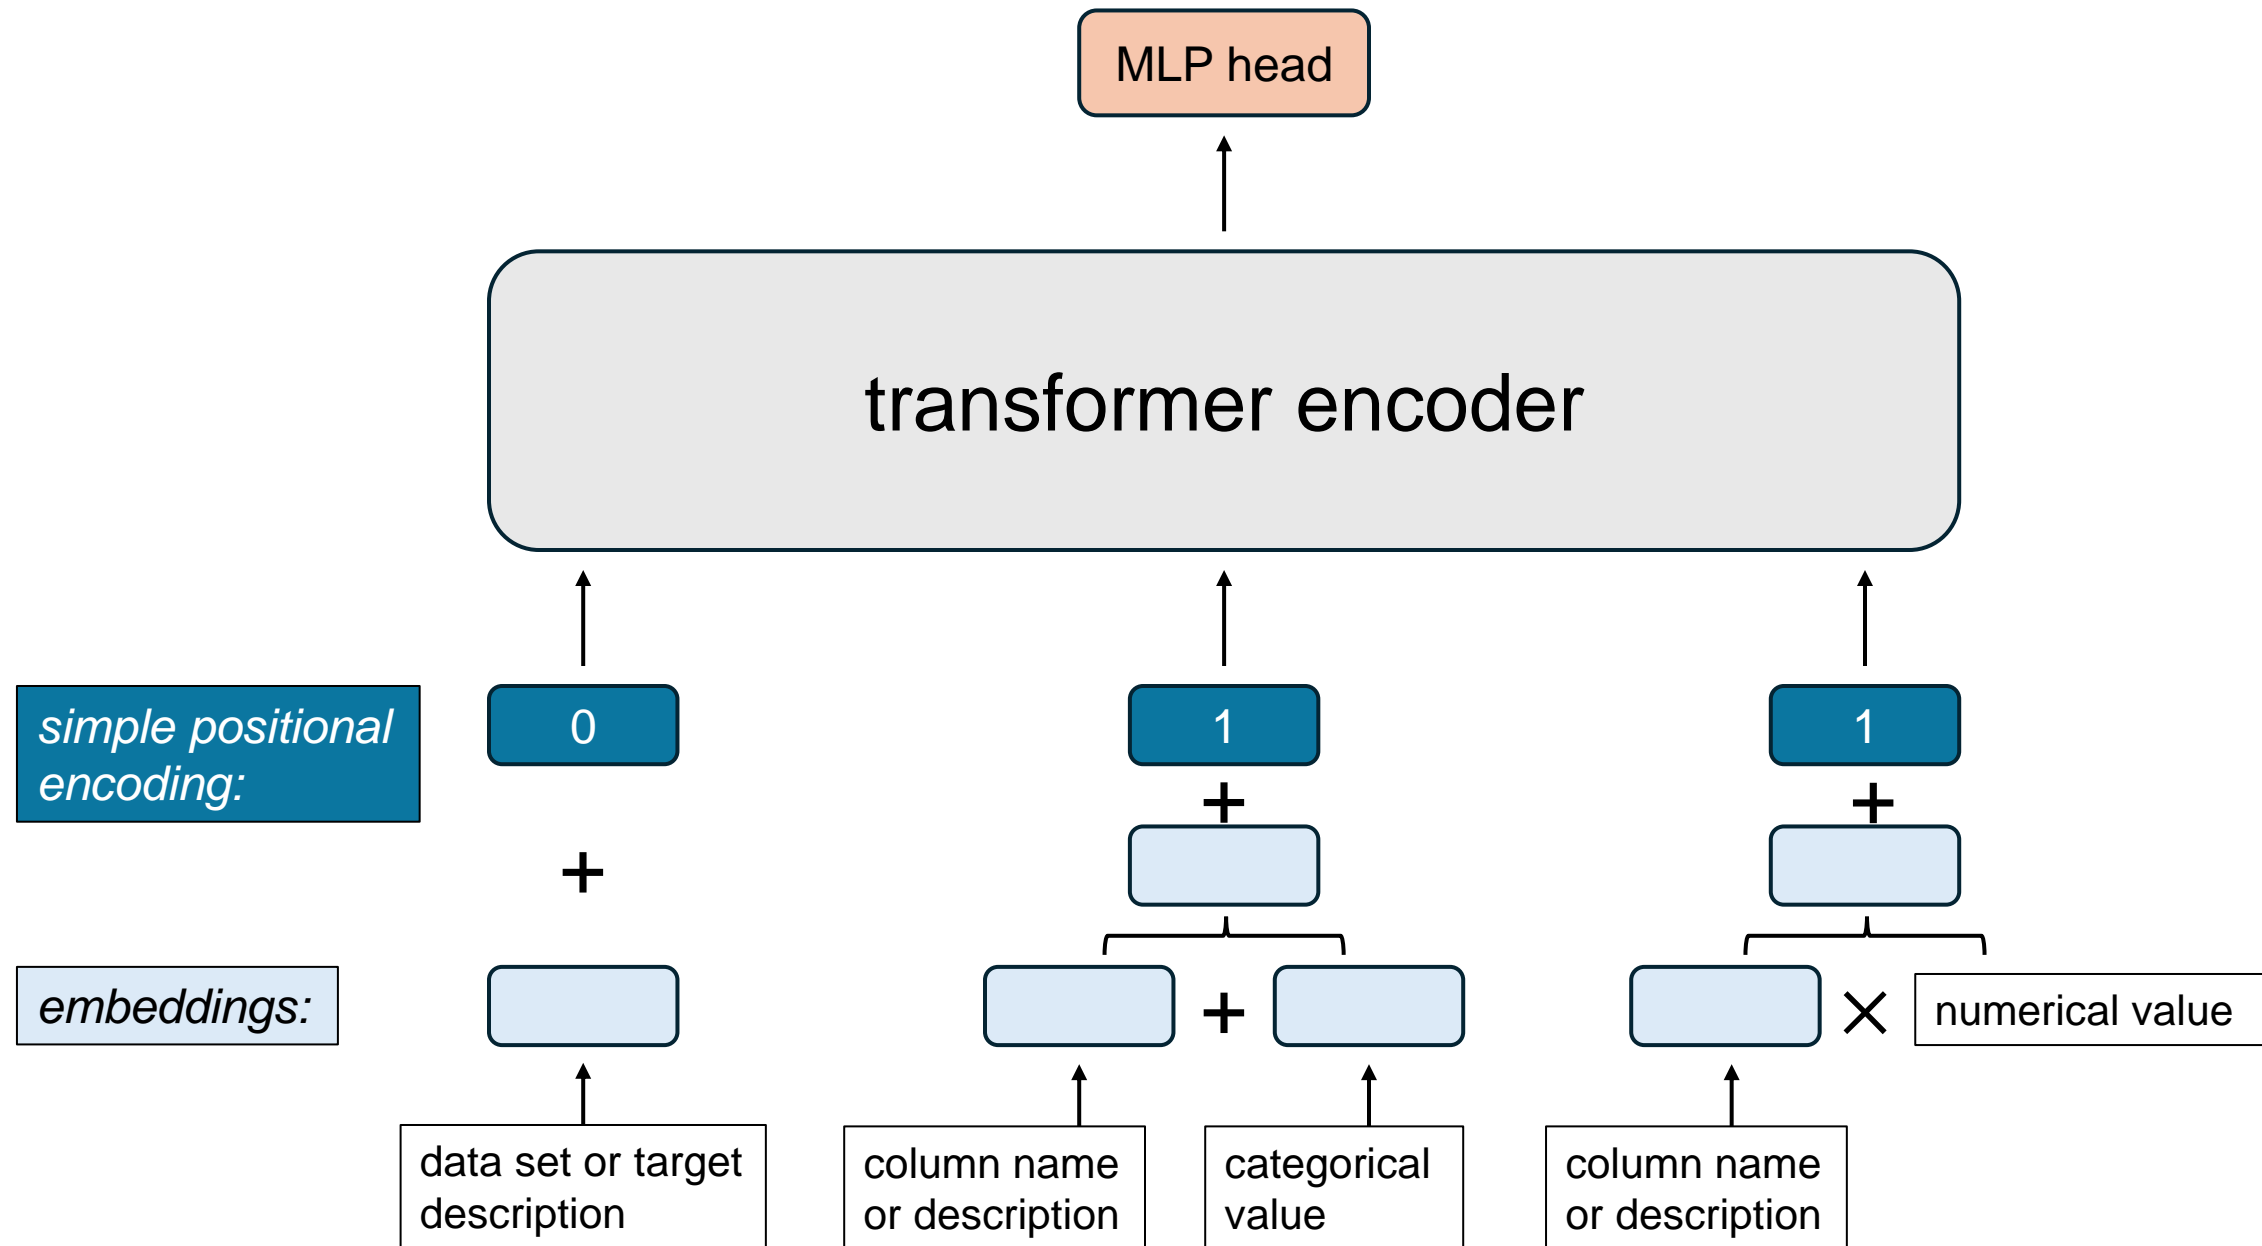 MLP head
transformer encoder
simple positional
encoding:
0
1
1
+
+
+
embeddings:
+
×
numerical value
data set or target
description
column name
or description
categorical
value
column name
or description